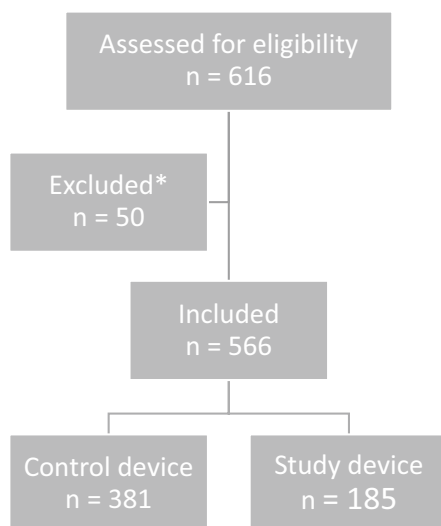 Assessed for eligibility
n = 616
Excluded*
n = 50
Included
n = 566
Control device
n = 381
Study device
n = 185